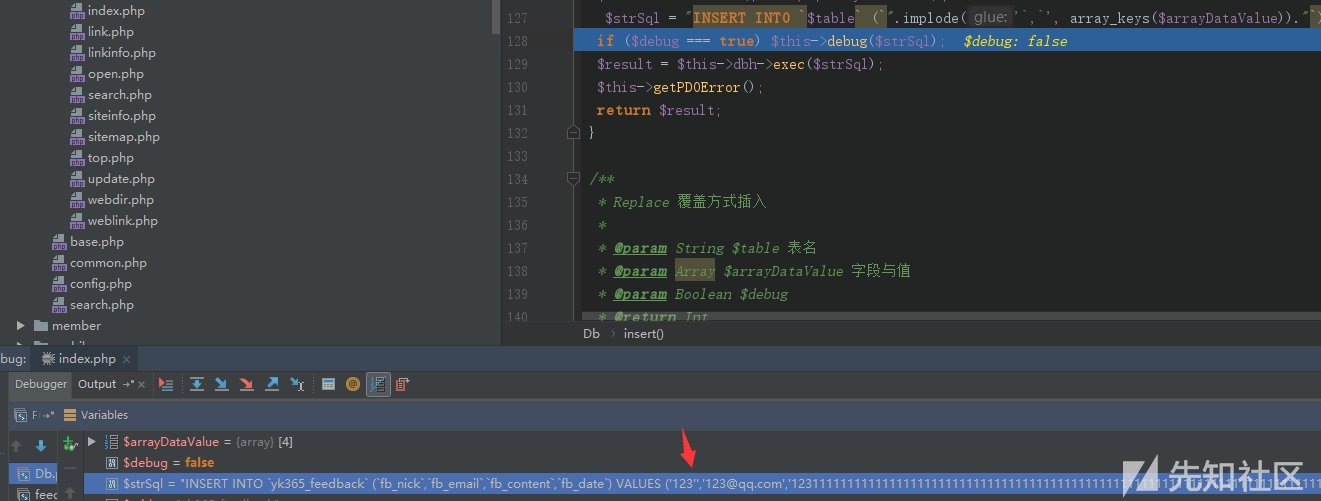 index.php
link.php
linkinfo.php
open.php
search.php
siteinfo.php
sitemap.php
top.php
update.php
webdir.php
weblink.php
base.php
common.php
config.php
search.php
member
127 $strSql = "INSERT INTO `$table` (`".implode( glue: '`,`', array_keys($arrayDataValue))."`)
128 if ($debug === true) $this->debug($strSql); $debug: false
129 $result = $this->dbh->exec($strSql);
130 $this->getPDOError();
131 return $result;
132 }
133
134 /**
135 * Replace 覆盖方式插入
136 *
137 * @param String $table 表名
138 * @param Array $arrayDataValue 字段与值
139 * @param Boolean $debug
140 * @return Int
Db › insert()
bug: index.php ×
Debugger Output
Variables
$arrayDataValue = {array} [4]
$debug = false
Db.
$strSql = "INSERT INTO `yk365_feedback` (`fb_nick`,`fb_email`,`fb_content`,`fb_date`) VALUES ('123'','123@qq.com','1231111111111111111111111111111111111111111111
feec
先知社区